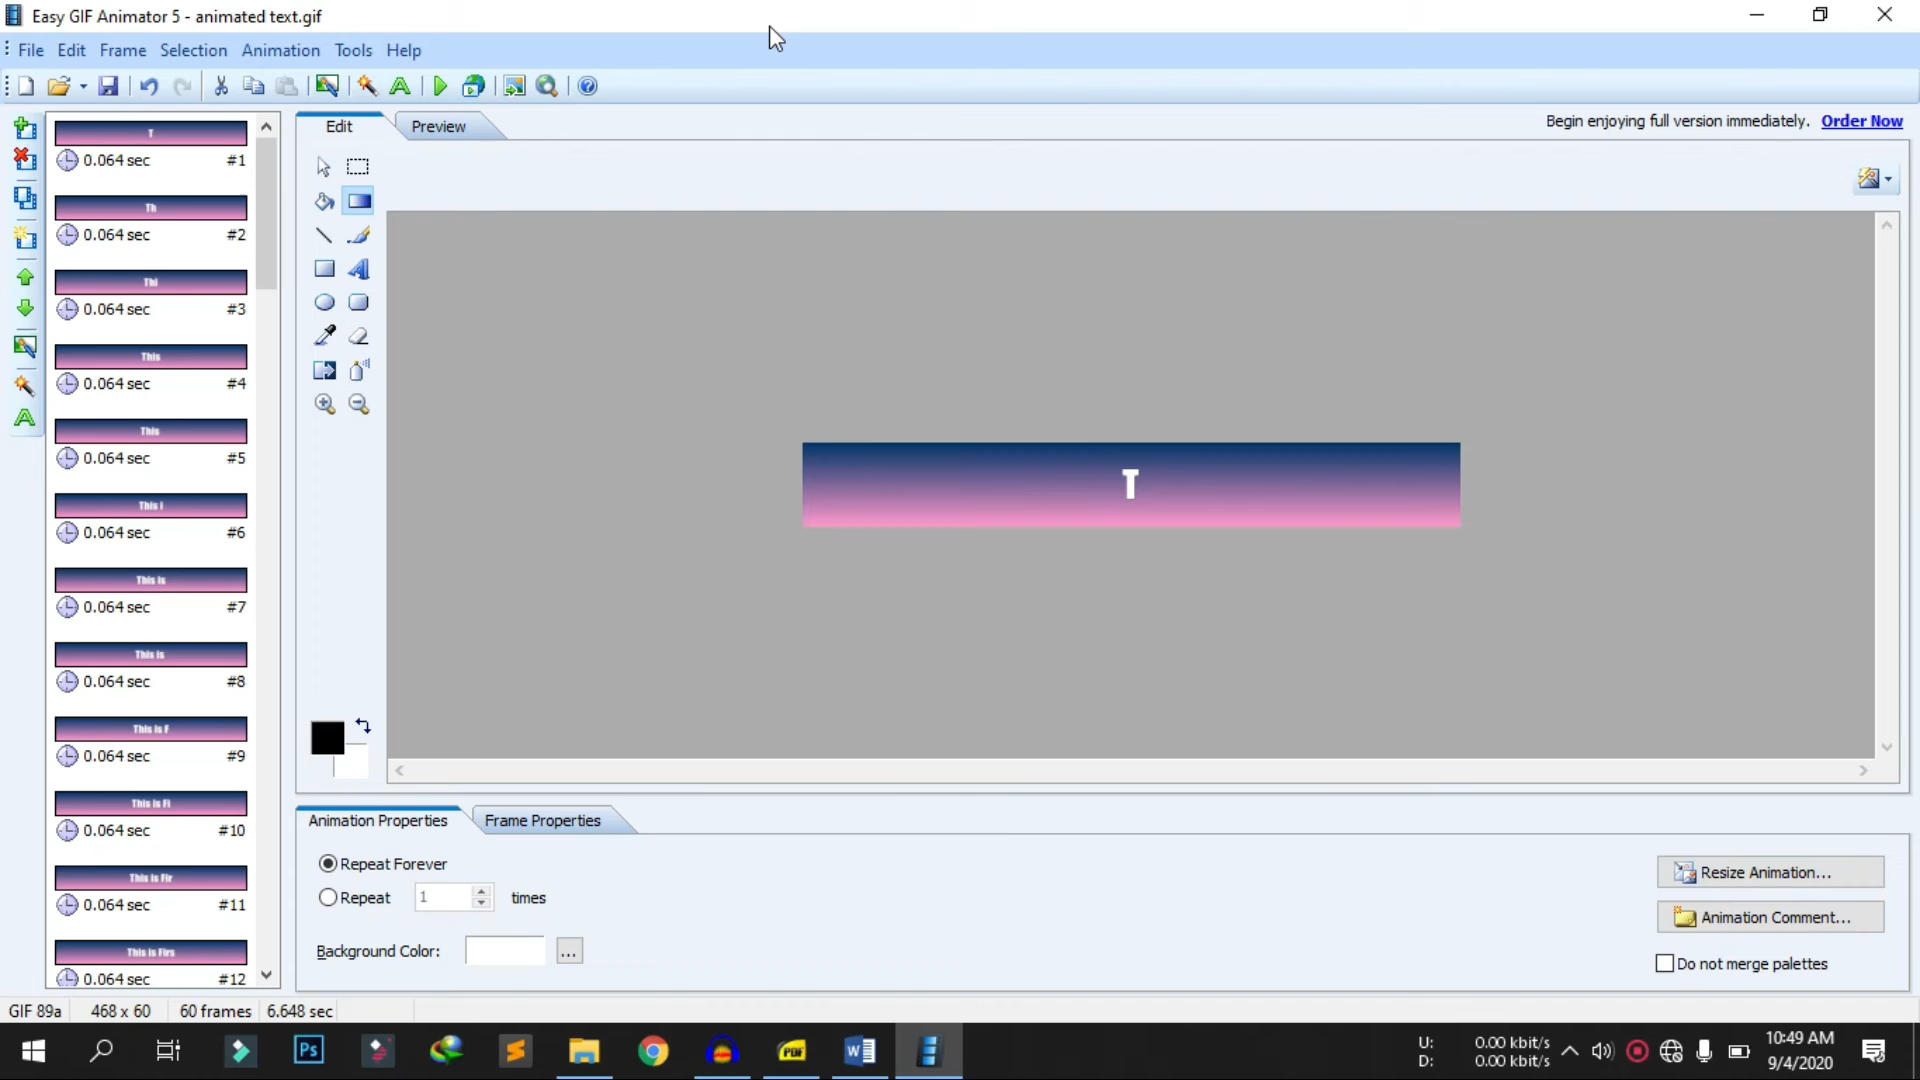 Easy GIF Animator 5 - animated text.gif
File Edit Frame Selection Animation Tools Help
Begin enjoying full version immediately. Order Now
Edit Preview
T
0.064 sec #1
Th
0.064 sec #2
Thi
0.064 sec #3
This
0.064 sec #4
This
0.064 sec #5
This i
0.064 sec #6
This is
0.064 sec #7
This is
0.064 sec #8
This is F
0.064 sec #9
This is Fi
0.064 sec #10
This is Fir
0.064 sec #11
This is Firs
0.064 sec #12
T
Animation Properties Frame Properties
Repeat Forever
Repeat 1 times
Background Color: ...
Resize Animation...
Animation Comment...
Do not merge palettes
GIF 89a 468 x 60 60 frames 6.648 sec
Ps
PDF
U: 0.00 kbit/s
D: 0.00 kbit/s
10:49 AM
9/4/2020